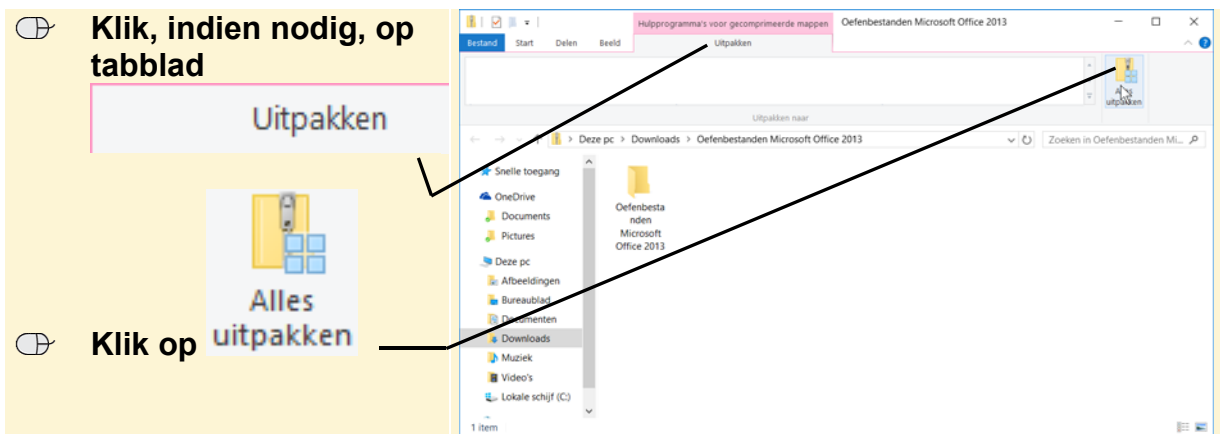 Klik, indien nodig, op
tabblad
Uitpakken
Alles
uitpakken
Klik op
Hulpprogramma's voor gecomprimeerde mappen
Oefenbestanden Microsoft Office 2013
Bestand Start Delen Beeld Uitpakken
Alles
uitpakken
Uitpakken naar
Deze pc > Downloads > Oefenbestanden Microsoft Office 2013
Zoeken in Oefenbestanden Mi...
Snelle toegang
OneDrive
Documents
Pictures
Deze pc
Afbeeldingen
Bureaublad
Documenten
Downloads
Muziek
Video's
Lokale schijf (C:)
Oefenbesta
nden
Microsoft
Office 2013
1 item